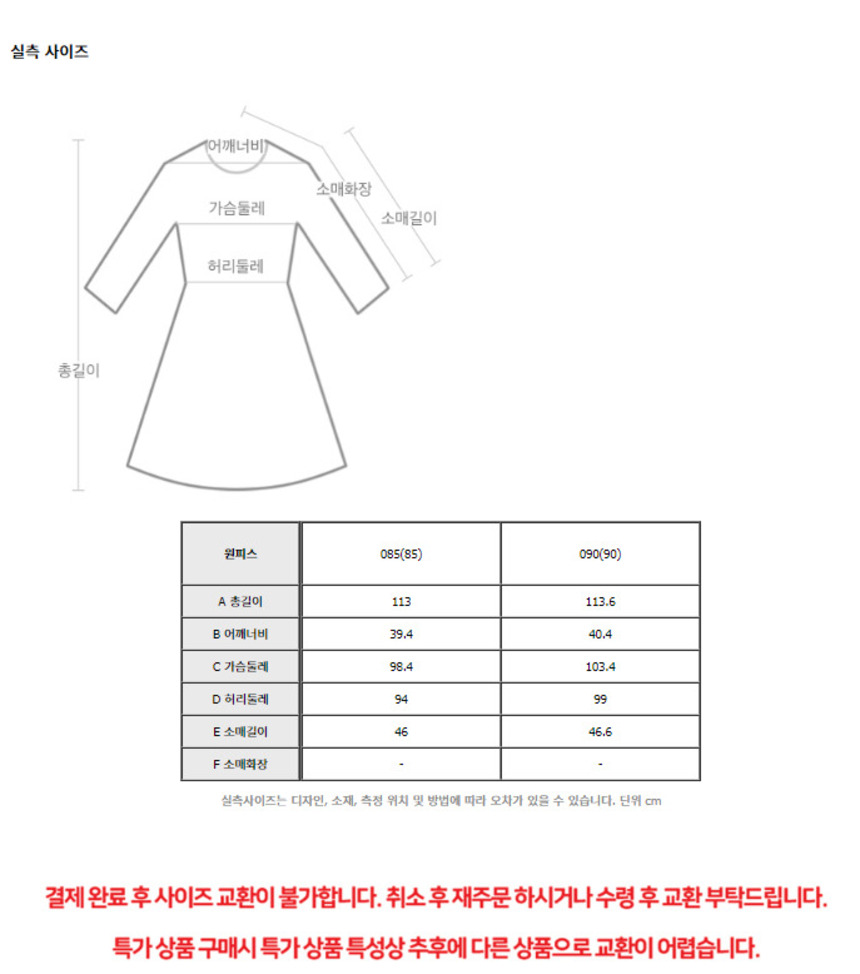 실측 사이즈
어깨너비
소매화장
가슴둘레
소매길이
허리둘레
총길이
원피스 085(85) 090(90)
A 총길이 113 113.6
B 어깨너비 39.4 40.4
C 가슴둘레 98.4 103.4
D 허리둘레 94 99
E 소매길이 46 46.6
F 소매화장 - -
실측사이즈는 디자인, 소재, 측정 위치 및 방법에 따라 오차가 있을 수 있습니다. 단위 cm
결제 완료 후 사이즈 교환이 불가합니다. 취소 후 재주문 하시거나 수령 후 교환 부탁드립니다.
특가 상품 구매시 특가 상품 특성상 추후에 다른 상품으로 교환이 어렵습니다.